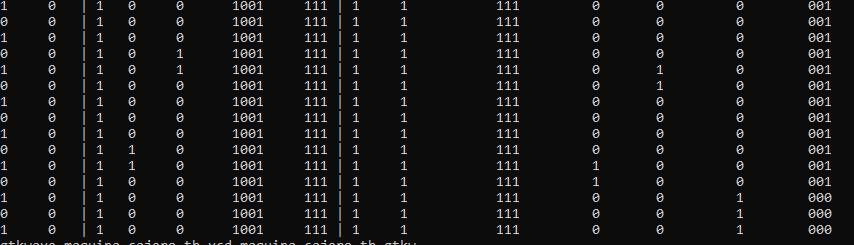 1 0 | 1 0 0 1001 111 | 1 1 111 0 0 0 001
0 0 | 1 0 0 1001 111 | 1 1 111 0 0 0 001
1 0 | 1 0 0 1001 111 | 1 1 111 0 0 0 001
0 0 | 1 0 1 1001 111 | 1 1 111 0 0 0 001
1 0 | 1 0 1 1001 111 | 1 1 111 0 1 0 001
0 0 | 1 0 0 1001 111 | 1 1 111 0 1 0 001
1 0 | 1 0 0 1001 111 | 1 1 111 0 0 0 001
0 0 | 1 0 0 1001 111 | 1 1 111 0 0 0 001
1 0 | 1 0 0 1001 111 | 1 1 111 0 0 0 001
0 0 | 1 1 0 1001 111 | 1 1 111 0 0 0 001
1 0 | 1 1 0 1001 111 | 1 1 111 1 0 0 001
0 0 | 1 0 0 1001 111 | 1 1 111 1 0 0 001
1 0 | 1 0 0 1001 111 | 1 1 111 0 0 1 000
0 0 | 1 0 0 1001 111 | 1 1 111 0 0 1 000
1 0 | 1 0 0 1001 111 | 1 1 111 0 0 1 000